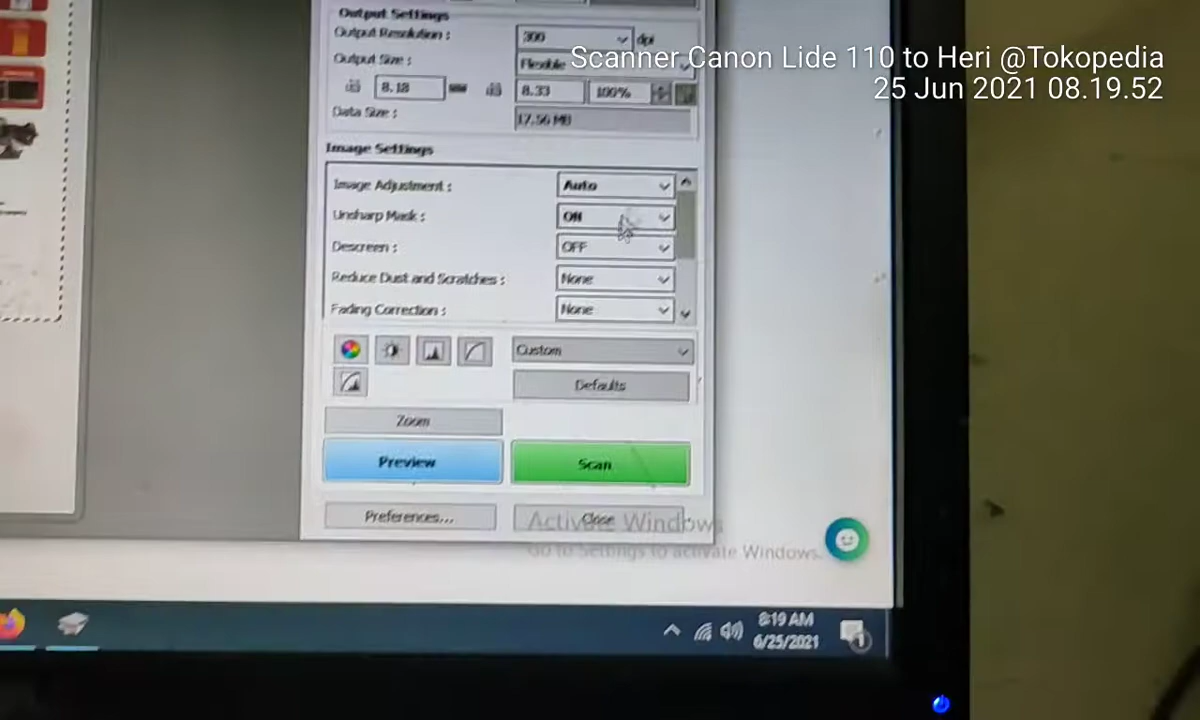 Output Settings
Output Resolution : 300 dpi
Scanner Canon Lide 110 to Heri @Tokopedia
25 Jun 2021 08.19.52
Output Size : Flexible
8.18 8.33 100%
Data Size : 17.56 MB
Image Settings
Image Adjustment : Auto
Unsharp Mask : ON
Descreen : OFF
Reduce Dust and Scratches : None
Fading Correction : None
Custom
Defaults
Zoom
Preview Scan
Preferences... Close
Activate Windows
Go to Settings to activate Windows.
8:19 AM
6/25/2021
1